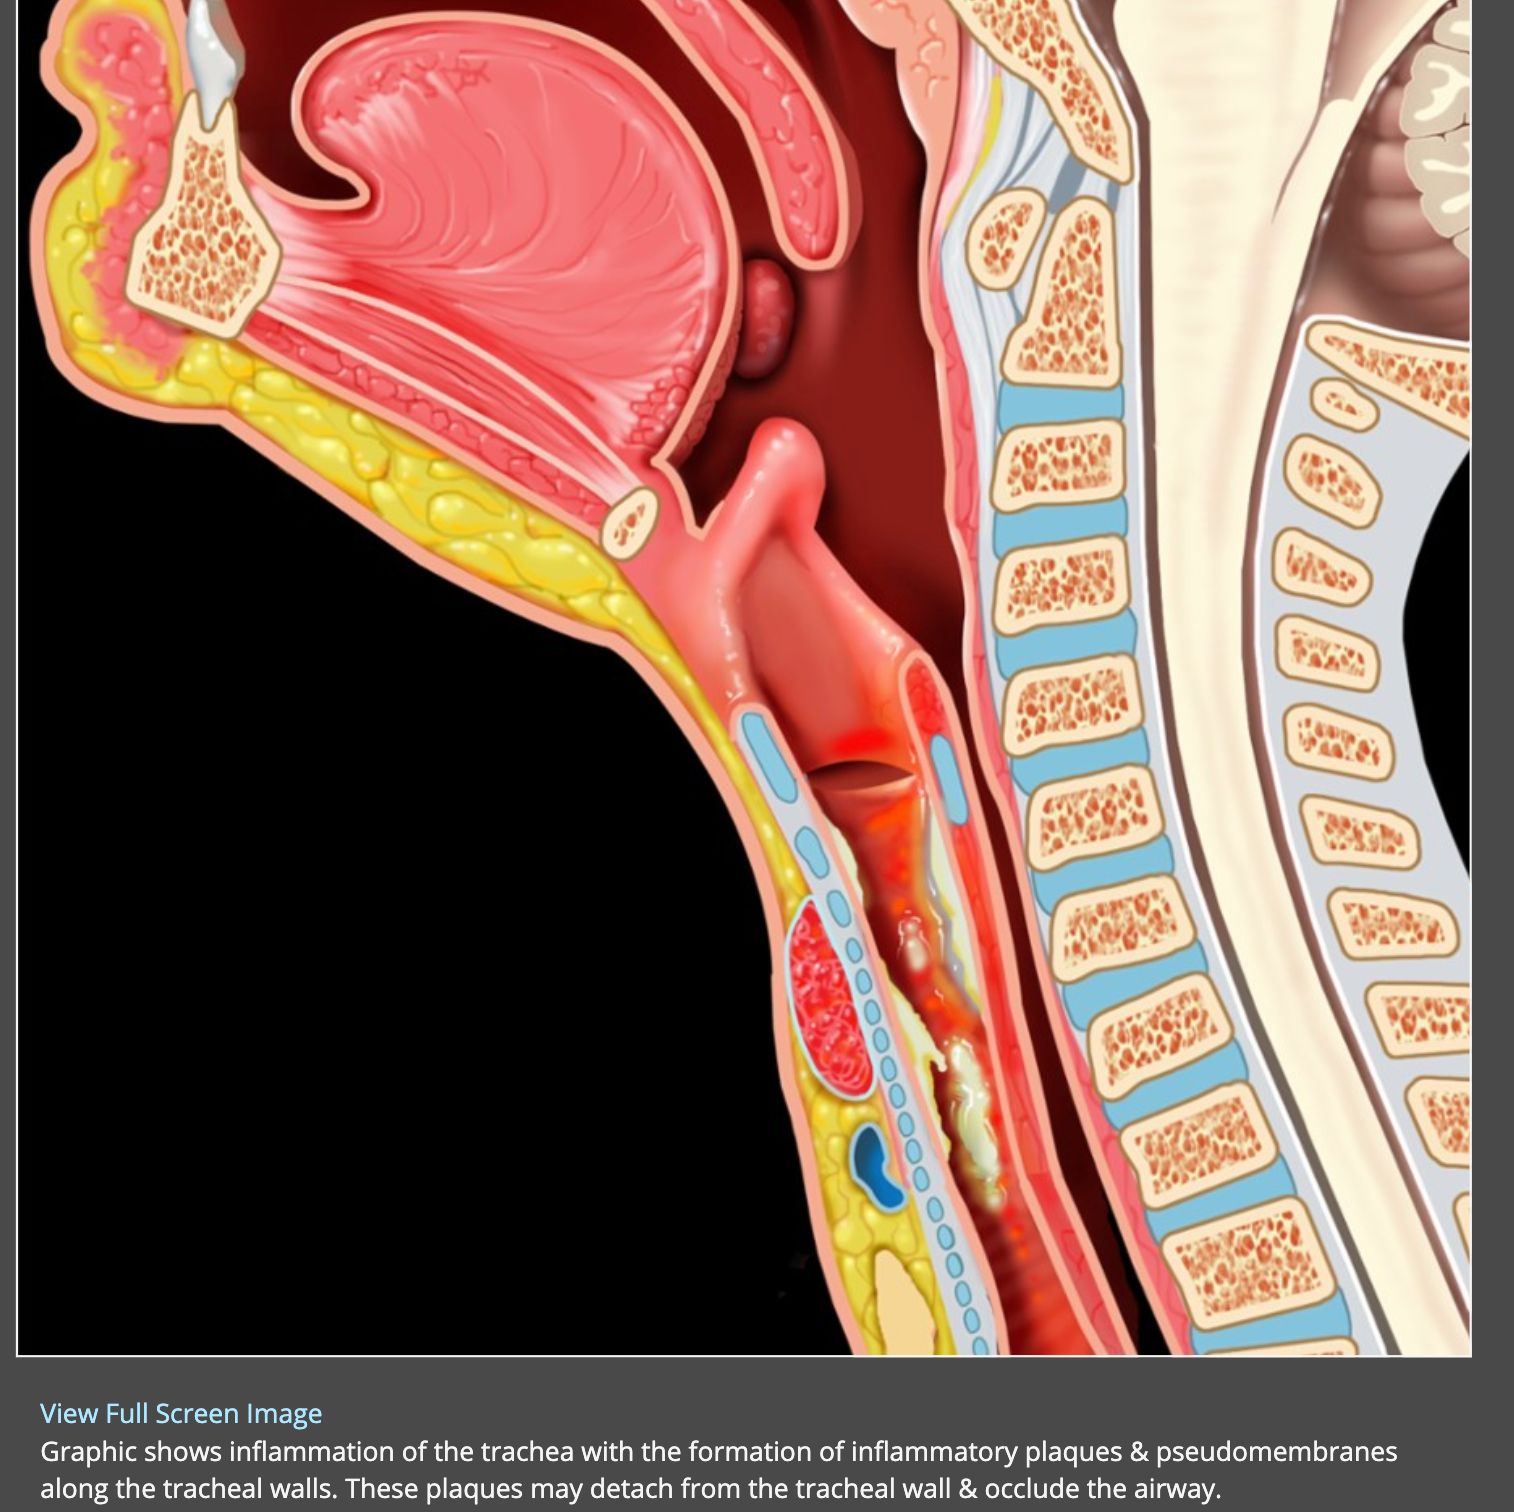 View Full Screen Image
Graphic shows inflammation of the trachea with the formation of inflammatory plaques & pseudomembranes
along the tracheal walls. These plaques may detach from the tracheal wall & occlude the airway.